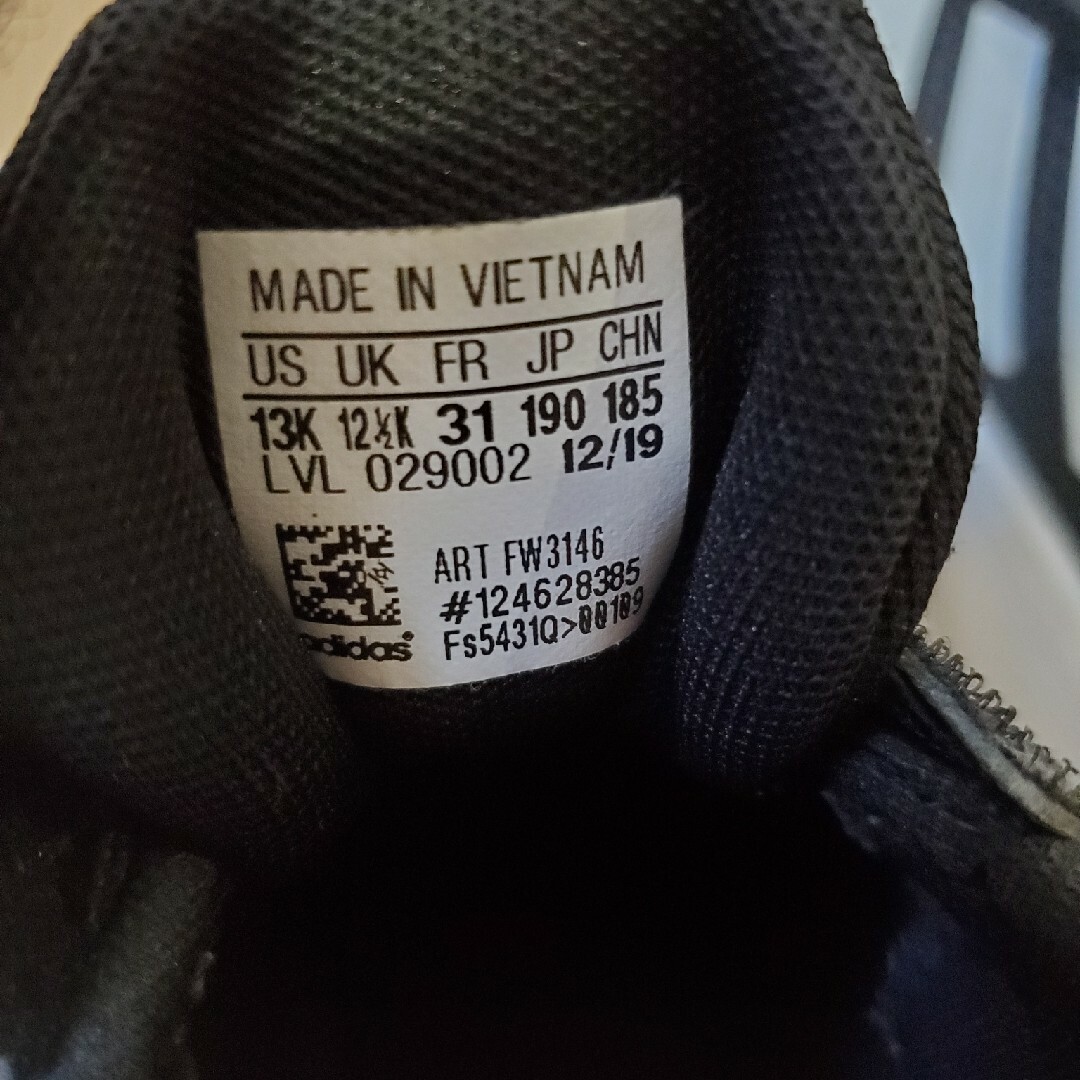 MADE IN VIETNAM
US UK FR JP CHN
13K 12½K 31 190 185
LVL 029002 12/19
ART FW3146
#124628385
Fs5431Q>00109
adidas®